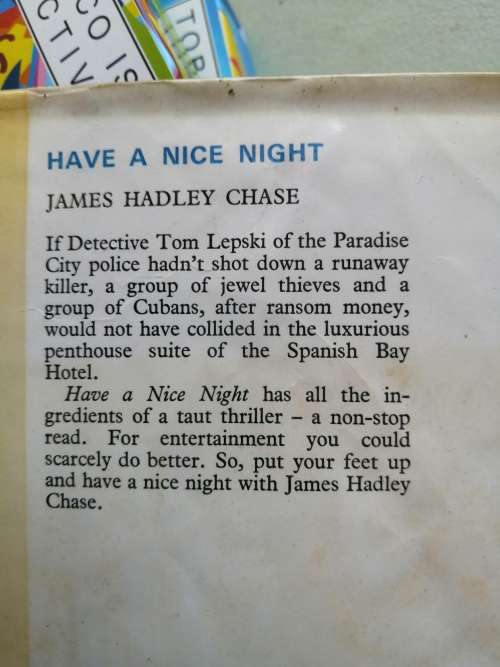 CO IS
CTIV
TOP
HAVE A NICE NIGHT
JAMES HADLEY CHASE
If Detective Tom Lepski of the Paradise
City police hadn't shot down a runaway
killer, a group of jewel thieves and a
group of Cubans, after ransom money,
would not have collided in the luxurious
penthouse suite of the Spanish Bay
Hotel.
Have a Nice Night has all the in-
gredients of a taut thriller – a non-stop
read. For entertainment you could
scarcely do better. So, put your feet up
and have a nice night with James Hadley
Chase.